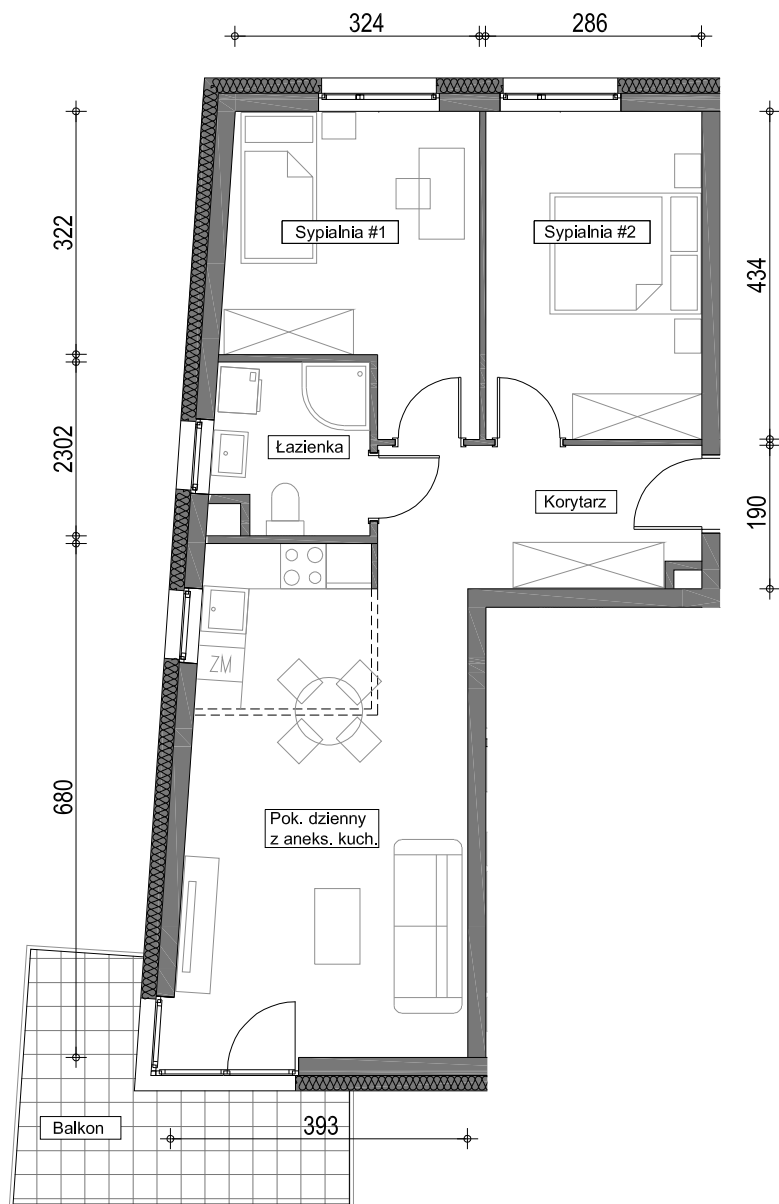 324
286
322
Sypialnia #1
Sypialnia #2
434
2302
Łazienka
Korytarz
190
ZM
680
Pok. dzienny
z aneks. kuch.
Balkon
393